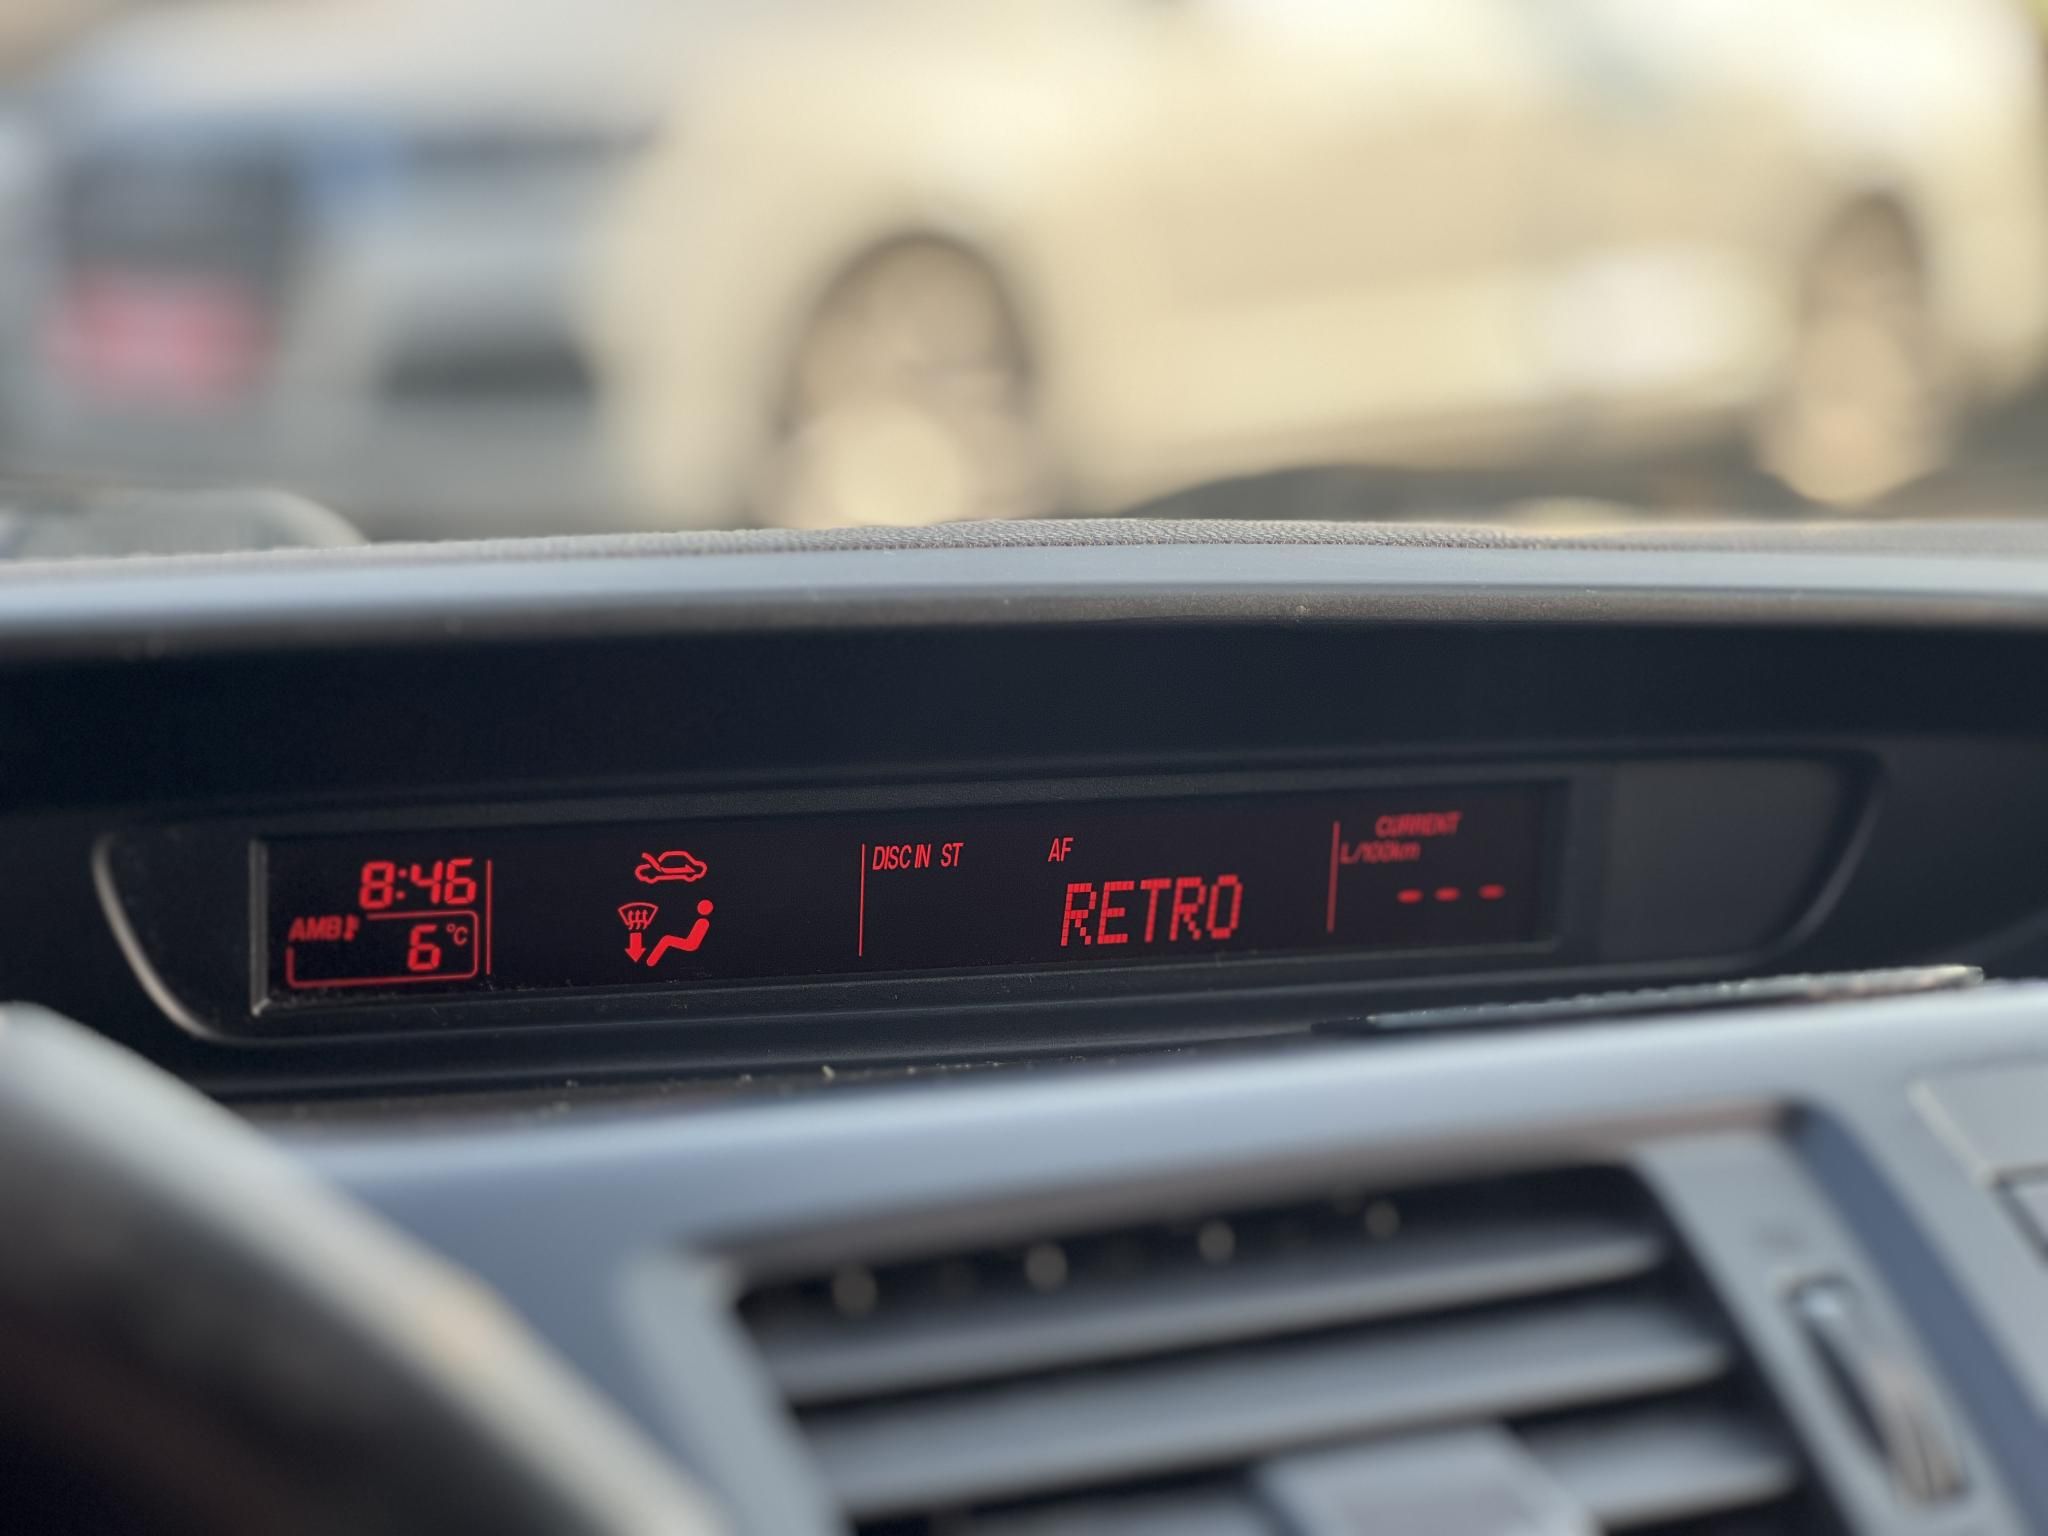 8:46
AMB
6°C
DISC IN ST AF
RETRO
CURRENT
L/100km
---